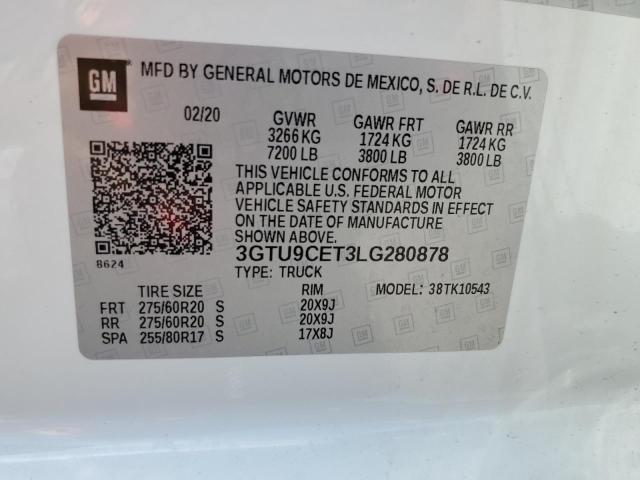 GM
MFD BY GENERAL MOTORS DE MEXICO, S. DE R.L. DE C.V.
02/20 GVWR GAWR FRT GAWR RR
3266 KG 1724 KG 1724 KG
7200 LB 3800 LB 3800 LB
THIS VEHICLE CONFORMS TO ALL
APPLICABLE U.S. FEDERAL MOTOR
VEHICLE SAFETY STANDARDS IN EFFECT
ON THE DATE OF MANUFACTURE
SHOWN ABOVE.
8624 3GTU9CET3LG280878
TYPE: TRUCK
TIRE SIZE RIM MODEL: 38TK10543
FRT 275/60R20 S 20X9J
RR 275/60R20 S 20X9J
SPA 255/80R17 S 17X8J